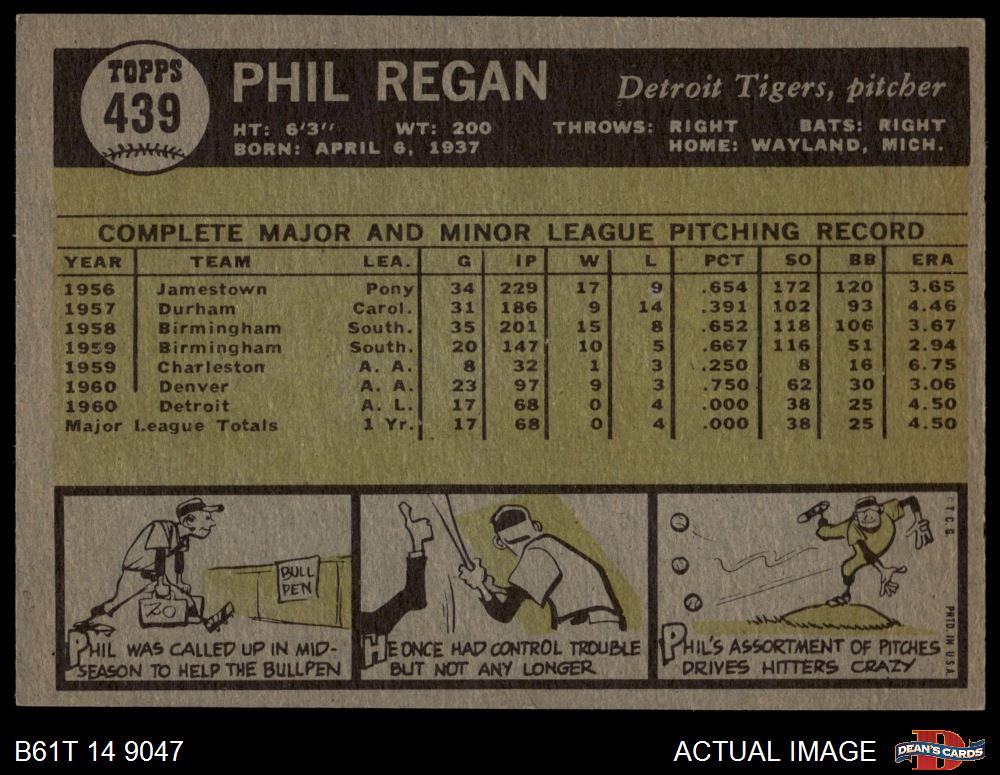 TOPPS
439
PHIL REGAN
Detroit Tigers, pitcher
HT: 6'3" WT: 200 THROWS: RIGHT BATS: RIGHT
BORN: APRIL 6, 1937 HOME: WAYLAND, MICH.
COMPLETE MAJOR AND MINOR LEAGUE PITCHING RECORD
YEAR TEAM LEA. G IP W L PCT SO BB ERA
1956 Jamestown Pony 34 229 17 9 .654 172 120 3.65
1957 Durham Carol. 31 186 9 14 .391 102 93 4.46
1958 Birmingham South. 35 201 15 8 .652 118 106 3.67
1959 Birmingham South. 20 147 10 5 .667 116 51 2.94
1959 Charleston A. A. 8 32 1 3 .250 8 16 6.75
1960 Denver A. A. 23 97 9 3 .750 62 30 3.06
1960 Detroit A. L. 17 68 0 4 .000 38 25 4.50
Major League Totals 1 Yr. 17 68 0 4 .000 38 25 4.50
BULL
PEN
20
PHIL WAS CALLED UP IN MID-
SEASON TO HELP THE BULLPEN
HE ONCE HAD CONTROL TROUBLE
BUT NOT ANY LONGER
PHIL'S ASSORTMENT OF PITCHES
DRIVES HITTERS CRAZY
T.C.G. PRTD. IN U.S.A.
B61T 14 9047
ACTUAL IMAGE
DEAN'S CARDS